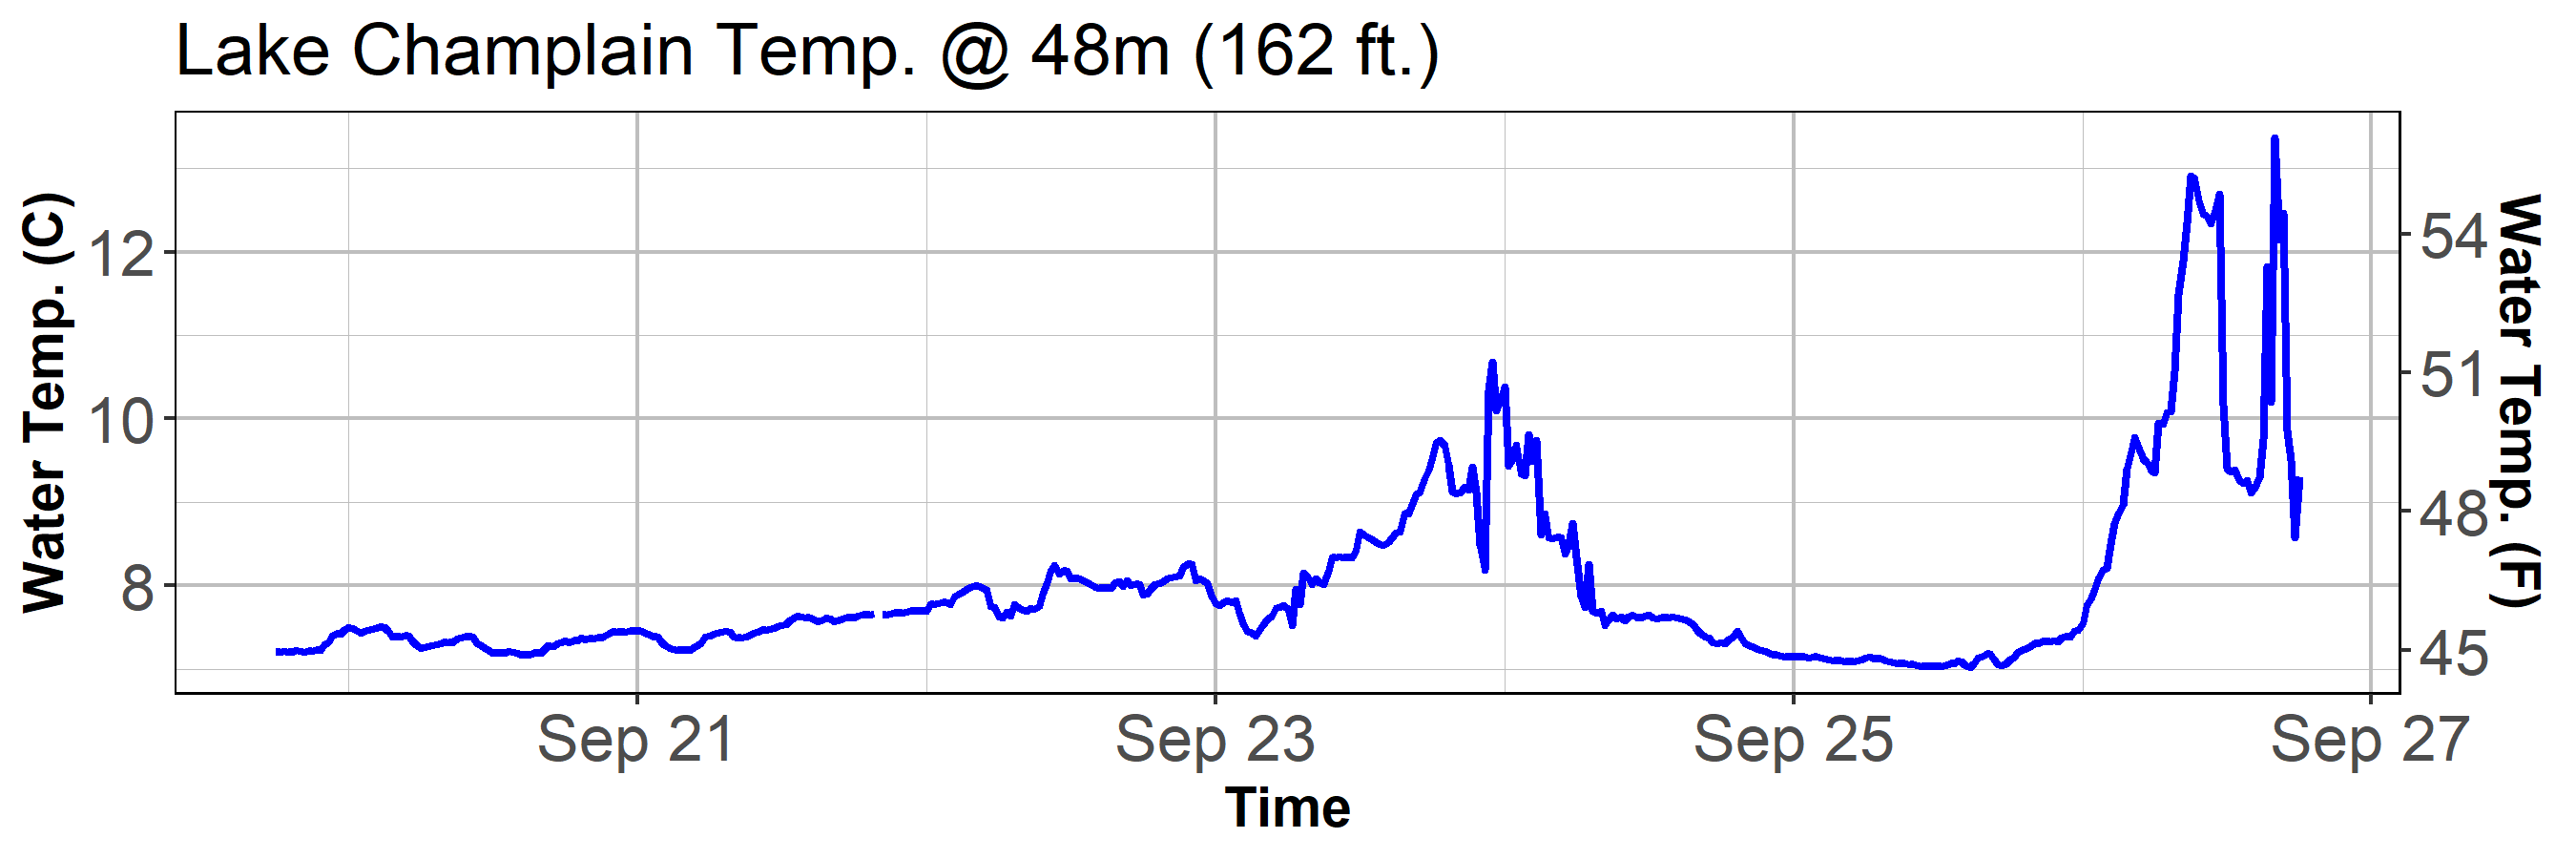 Lake Champlain Temp. @ 48m (162 ft.)
Water Temp. (C)
12
10
8
54
51
48
45
Water Temp. (F)
Sep 21
Sep 23
Sep 25
Sep 27
Time